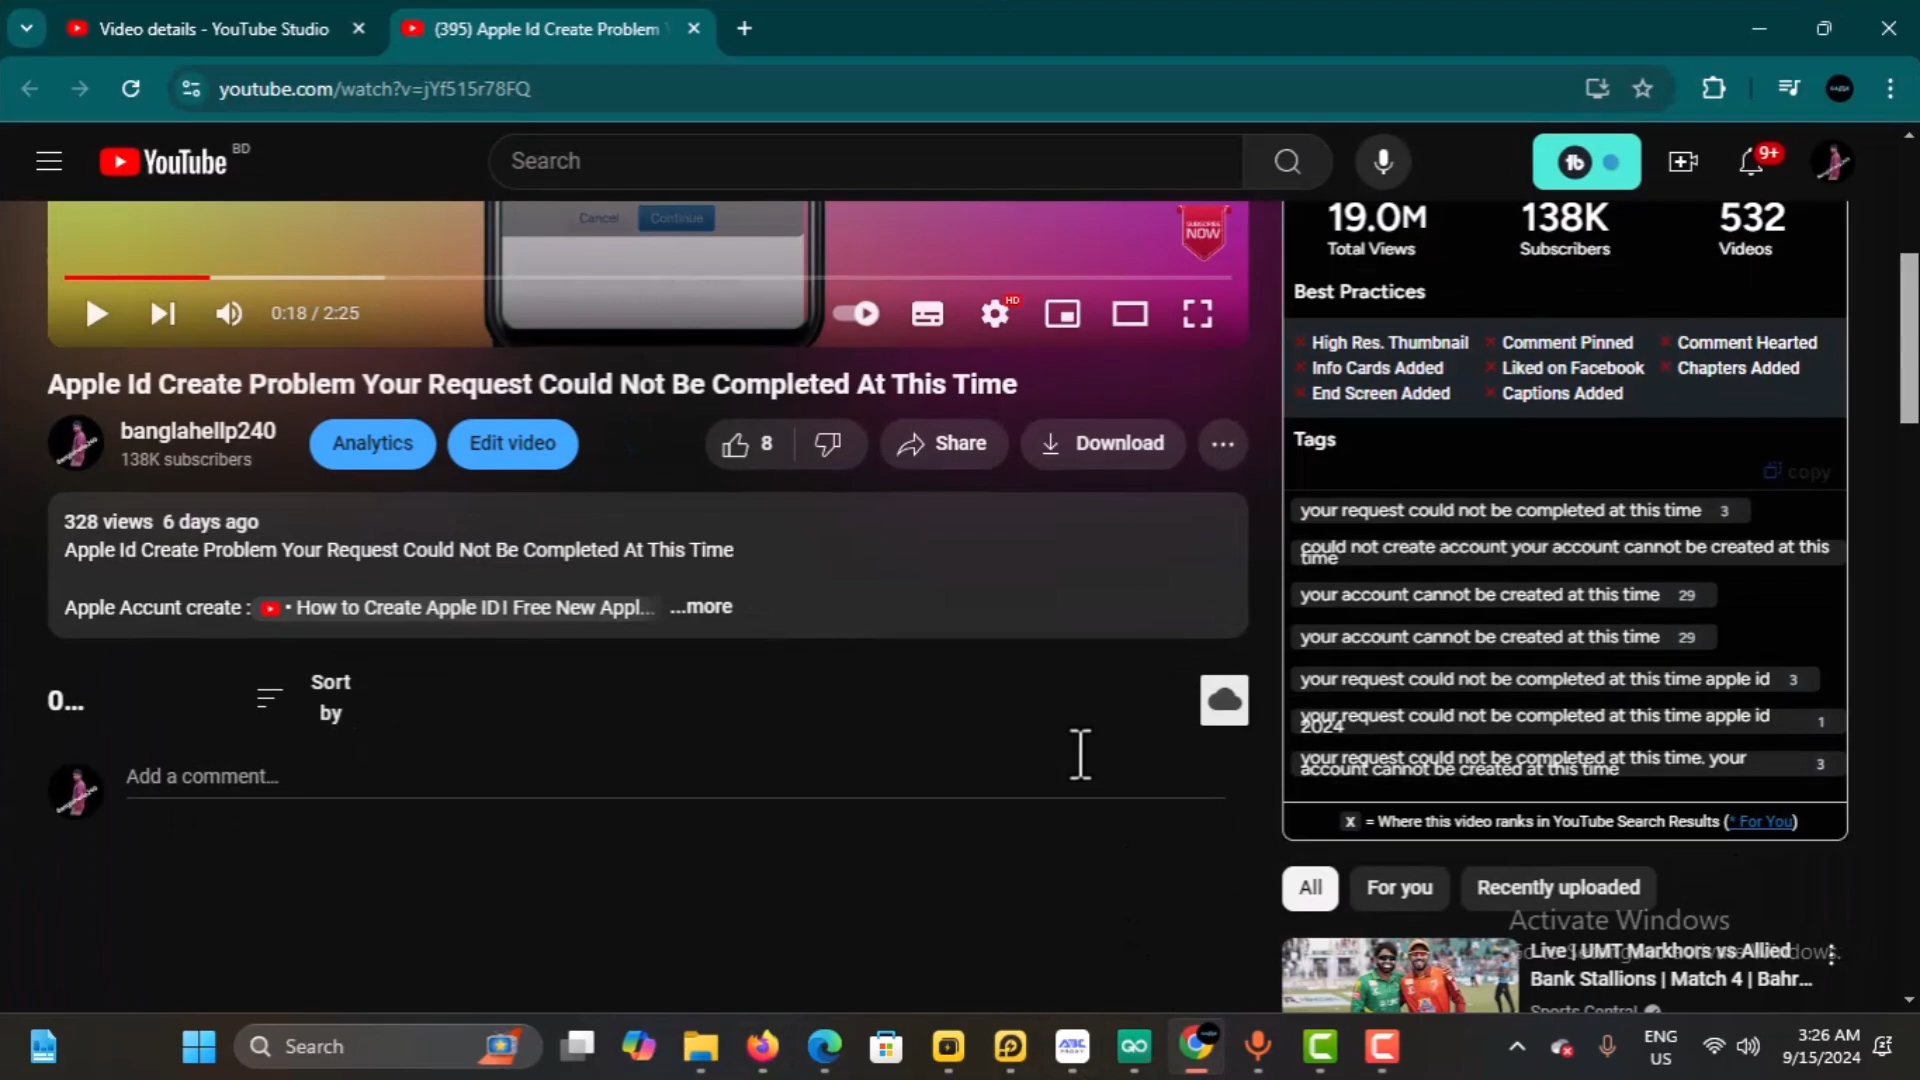 Video details - YouTube Studio
(395) Apple Id Create Problem
youtube.com/watch?v=jYf515r78FQ
YouTube BD
Search
9+
Cancel Continue
SUBSCRIBE NOW
0:18 / 2:25
HD
Apple Id Create Problem Your Request Could Not Be Completed At This Time
banglahellp240
138K subscribers
Analytics
Edit video
8
Share
Download
328 views 6 days ago
Apple Id Create Problem Your Request Could Not Be Completed At This Time
Apple Accunt create : • How to Create Apple ID I Free New Appl... ...more
0...
Sort
by
Add a comment...
19.0M 138K 532
Total Views Subscribers Videos
Best Practices
High Res. Thumbnail Comment Pinned Comment Hearted
Info Cards Added Liked on Facebook Chapters Added
End Screen Added Captions Added
Tags
copy
your request could not be completed at this time 3
could not create account your account cannot be created at this
time
your account cannot be created at this time 29
your account cannot be created at this time 29
your request could not be completed at this time apple id 3
your request could not be completed at this time apple id
2024 1
your request could not be completed at this time. your
account cannot be created at this time 3
x = Where this video ranks in YouTube Search Results (* For You)
All For you Recently uploaded
Activate Windows
Live | UMT Markhors vs Allied
Bank Stallions | Match 4 | Bahr...
Sports Central
Search
ENG
US
3:26 AM
9/15/2024